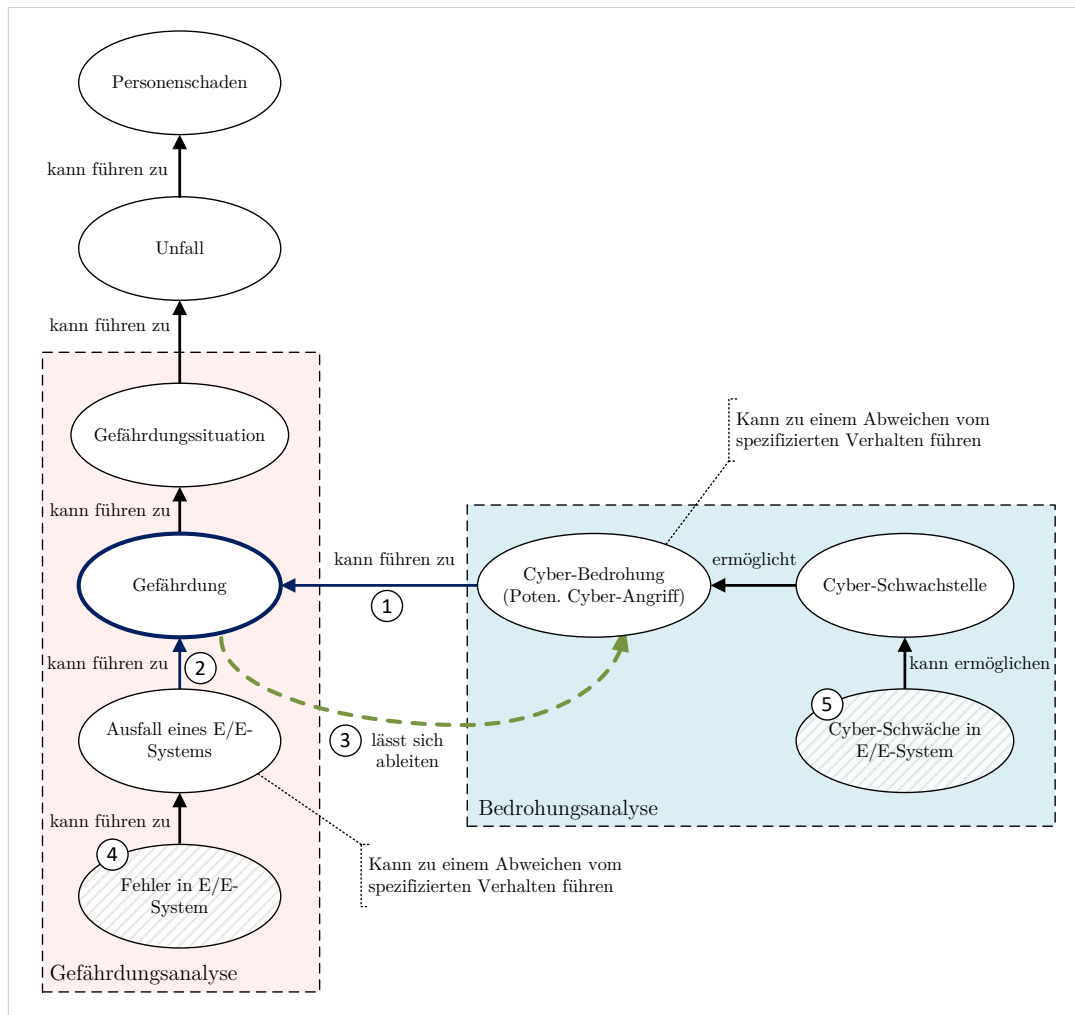 Personenschaden
kann führen zu
Unfall
kann führen zu
Gefährdungssituation
kann führen zu
Gefährdung
kann führen zu
1
Cyber-Bedrohung
(Poten. Cyber-Angriff)
Kann zu einem Abweichen vom
spezifizierten Verhalten führen
ermöglicht
Cyber-Schwachstelle
kann ermöglichen
5
Cyber-Schwäche in
E/E-System
Bedrohungsanalyse
kann führen zu
2
3
lässt sich
ableiten
Ausfall eines E/E-
Systems
kann führen zu
4
Fehler in E/E-
System
Kann zu einem Abweichen vom
spezifizierten Verhalten führen
Gefährdungsanalyse